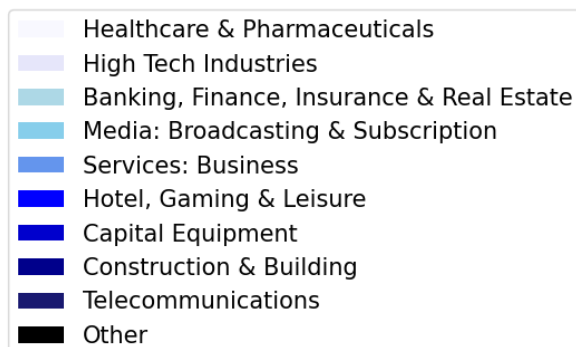 Healthcare & Pharmaceuticals
High Tech Industries
Banking, Finance, Insurance & Real Estate
Media: Broadcasting & Subscription
Services: Business
Hotel, Gaming & Leisure
Capital Equipment
Construction & Building
Telecommunications
Other